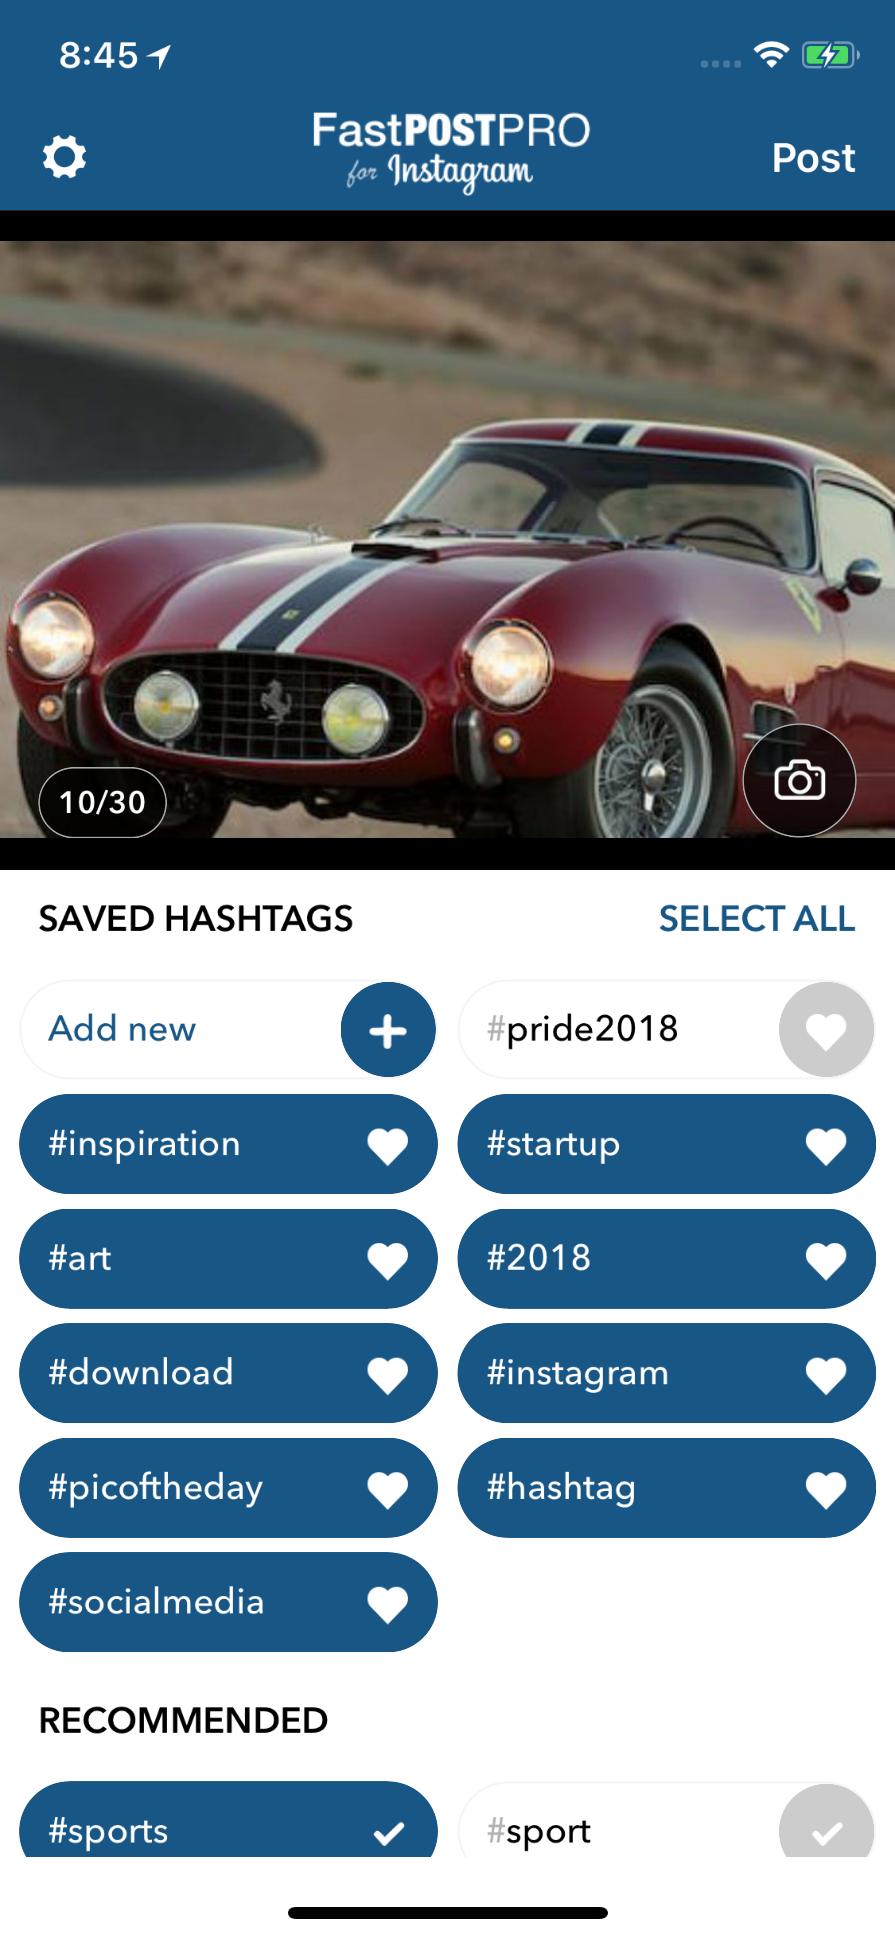 8:45
FastPOSTPRO
for Instagram
Post
10/30
SAVED HASHTAGS
SELECT ALL
Add new
#pride2018
#inspiration
#startup
#art
#2018
#download
#instagram
#picoftheday
#hashtag
#socialmedia
RECOMMENDED
#sports
#sport